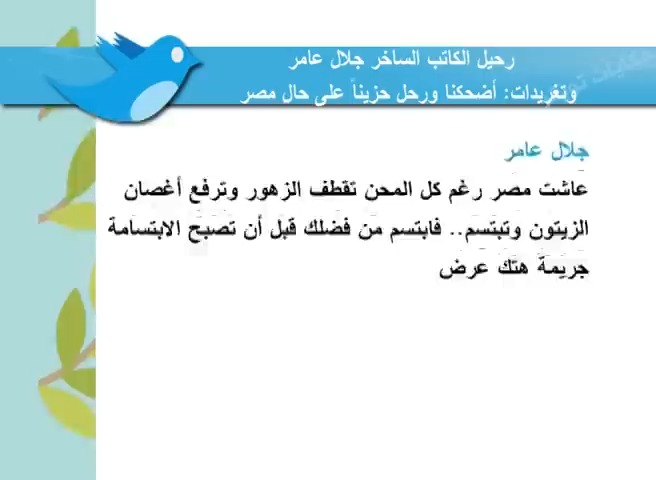 رحيل الكاتب الساخر جلال عامر
وتغريدات: أضحكنا ورحل حزيناً على حال مصر
جلال عامر
عاشت مصر رغم كل المحن تقطف الزهور وترفع أغصان
الزيتون وتبتسم.. فابتسم من فضلك قبل أن تصبح الابتسامة
جريمة هتك عرض